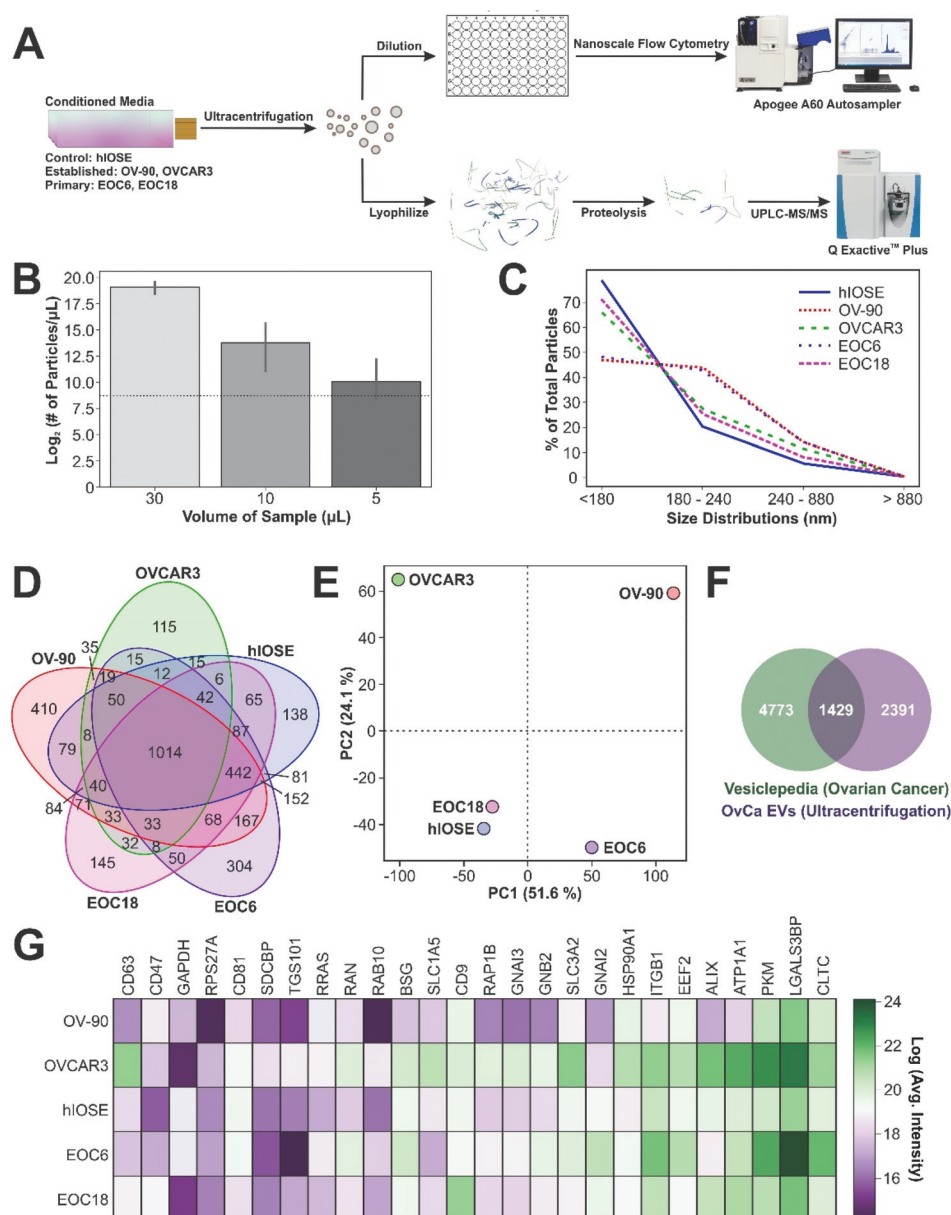 A
Conditioned Media
Control: hIOSE
Established: OV-90, OVCAR3
Primary: EOC6, EOC18
Ultracentrifugation
Dilution
Nanoscale Flow Cytometry
Apogee A60 Autosampler
Lyophilize
Proteolysis
UPLC-MS/MS
Q Exactive™ Plus
B
Log₂ (# of Particles/µL)
20.0
17.5
15.0
12.5
10.0
7.5
5.0
2.5
0
30
10
5
Volume of Sample (µL)
C
% of Total Particles
70
60
50
40
30
20
10
0
<180
180 - 240
240 - 880
> 880
Size Distributions (nm)
hIOSE
OV-90
OVCAR3
EOC6
EOC18
D
OVCAR3
OV-90
hIOSE
EOC18
EOC6
115
35
19
15
12
15
6
50
42
65
138
410
8
87
79
1014
442
81
40
152
84
71
33
33
68
167
32
8
50
145
304
E
PC2 (24.1 %)
60
40
20
0
-20
-40
-100
-50
0
50
100
PC1 (51.6 %)
OVCAR3
OV-90
EOC18
hIOSE
EOC6
F
4773
1429
2391
Vesiclepedia (Ovarian Cancer)
OvCa EVs (Ultracentrifugation)
G
CD63
CD47
GAPDH
RPS27A
CD81
SDCBP
TGS101
RRAS
RAN
RAB10
BSG
SLC1A5
CD9
RAP1B
GNAI3
GNB2
SLC3A2
GNAI2
HSP90A1
ITGB1
EEF2
ALIX
ATP1A1
PKM
LGALS3BP
CLTC
OV-90
OVCAR3
hIOSE
EOC6
EOC18
24
22
20
18
16
Log (Avg. Intensity)